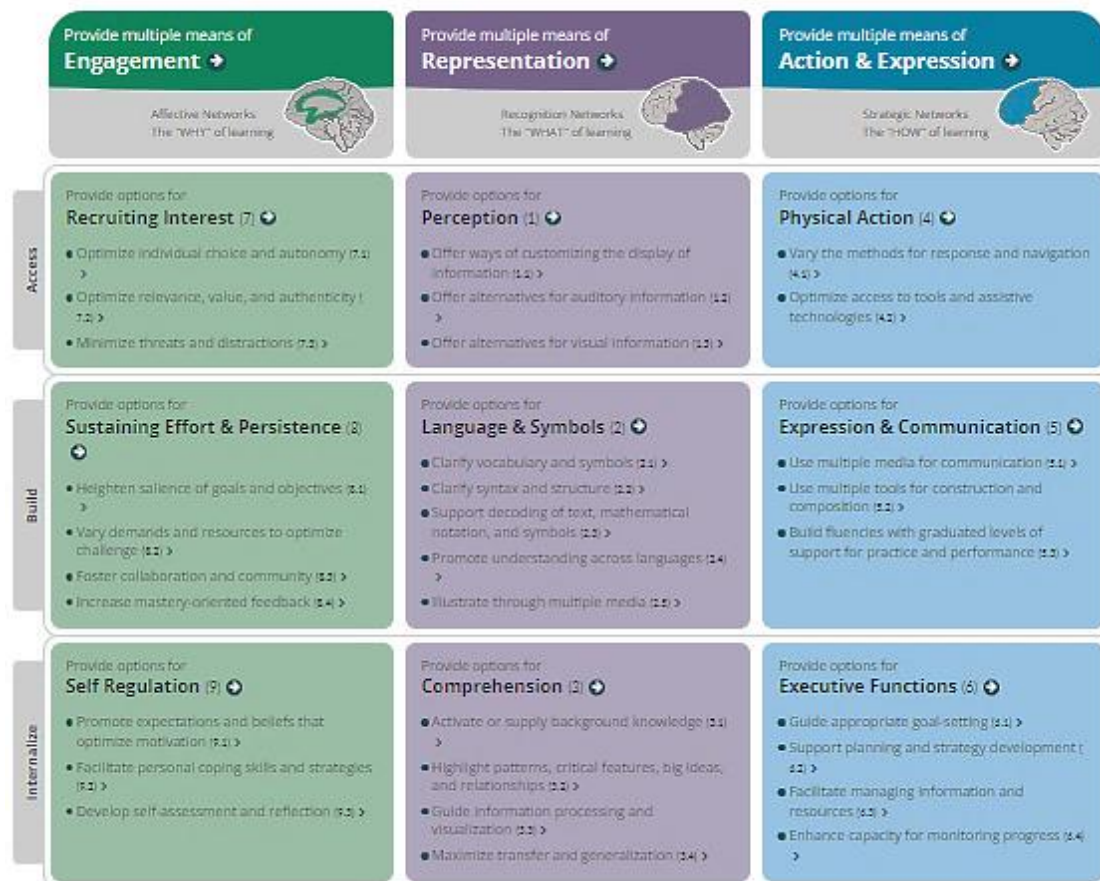 Provide multiple means of
Engagement
Affective Networks
The "WHY" of learning
Provide multiple means of
Representation
Recognition Networks
The "WHAT" of learning
Provide multiple means of
Action & Expression
Strategic Networks
The "HOW" of learning
Access
Provide options for
Recruiting Interest (7)
Optimize individual choice and autonomy (7.1) >
Optimize relevance, value, and authenticity (
7.2) >
Minimize threats and distractions (7.3) >
Provide options for
Perception (1)
Offer ways of customizing the display of
information (1.1) >
Offer alternatives for auditory information (1.2)
>
Offer alternatives for visual information (1.3) >
Provide options for
Physical Action (4)
Vary the methods for response and navigation
(4.1) >
Optimize access to tools and assistive
technologies (4.2) >
Build
Provide options for
Sustaining Effort & Persistence (8)
Heighten salience of goals and objectives (8.1)
>
Vary demands and resources to optimize
challenge (8.2) >
Foster collaboration and community (8.3) >
Increase mastery-oriented feedback (8.4) >
Provide options for
Language & Symbols (2)
Clarify vocabulary and symbols (2.1) >
Clarify syntax and structure (2.2) >
Support decoding of text, mathematical
notation, and symbols (2.3) >
Promote understanding across languages (2.4)
>
Illustrate through multiple media (2.5) >
Provide options for
Expression & Communication (5)
Use multiple media for communication (5.1) >
Use multiple tools for construction and
composition (5.2) >
Build fluencies with graduated levels of
support for practice and performance (5.3) >
Internalize
Provide options for
Self Regulation (9)
Promote expectations and beliefs that
optimize motivation (9.1) >
Facilitate personal coping skills and strategies
(9.2) >
Develop self-assessment and reflection (9.3) >
Provide options for
Comprehension (3)
Activate or supply background knowledge (3.1)
>
Highlight patterns, critical features, big ideas,
and relationships (3.2) >
Guide information processing and
visualization (3.3) >
Maximize transfer and generalization (3.4) >
Provide options for
Executive Functions (6)
Guide appropriate goal-setting (6.1) >
Support planning and strategy development (
6.2) >
Facilitate managing information and
resources (6.3) >
Enhance capacity for monitoring progress (6.4)
>